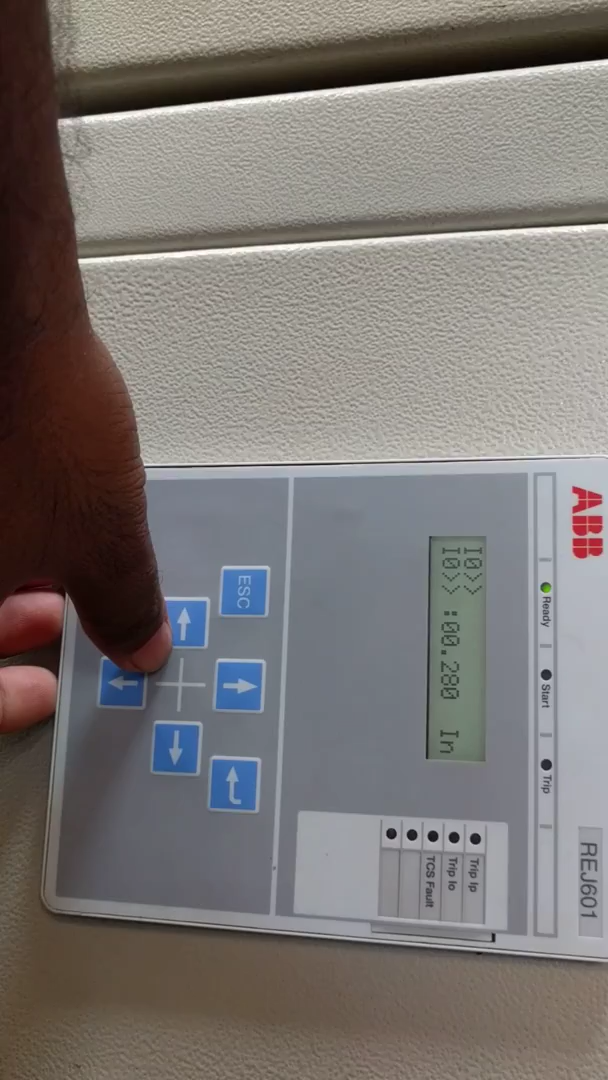 ABB
REJ601
Ready
Start
Trip
I0>>
I0>> :00.280 In
Trip Ip
Trip Io
TCS Fault
ESC